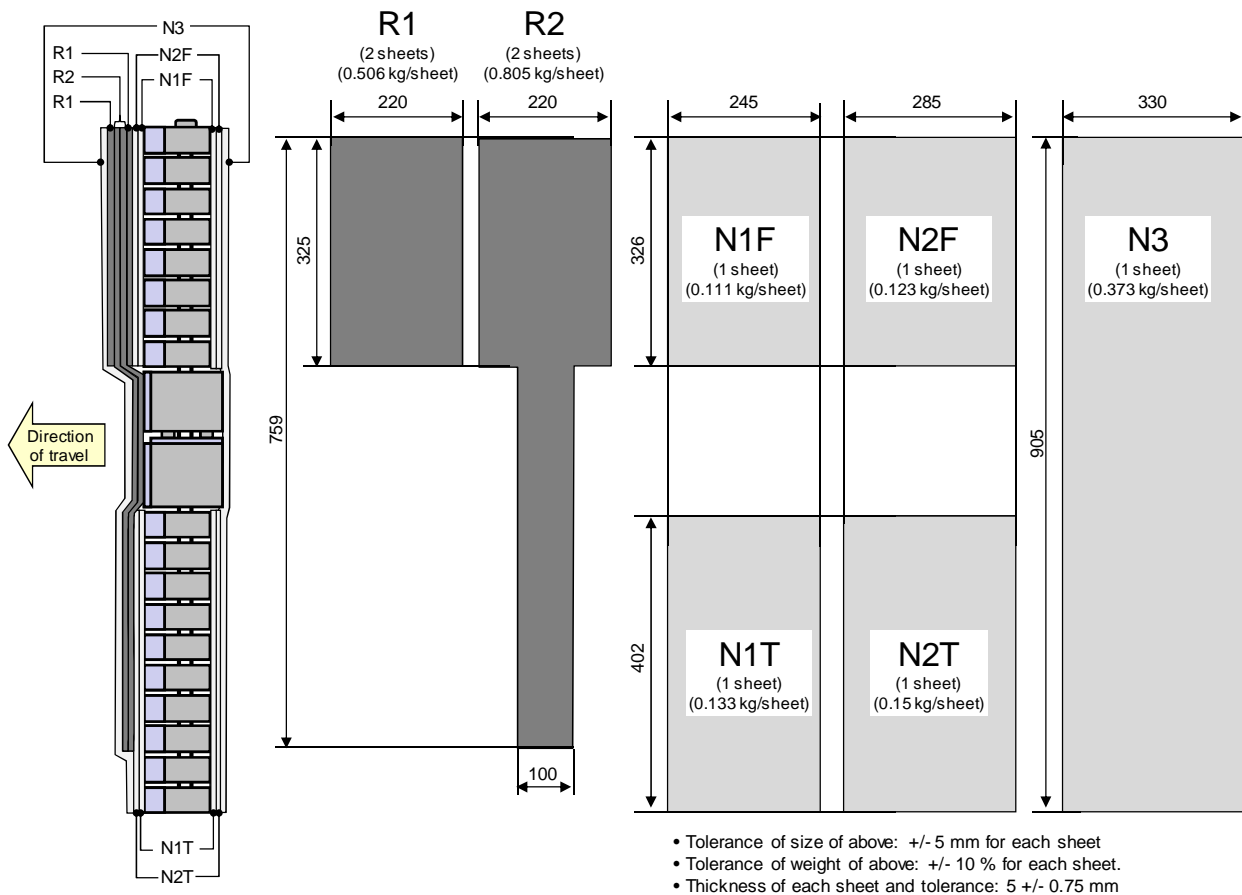 N3
R1
N2F
R2
N1F
R1
Direction
of travel
N1T
N2T
R1
(2 sheets)
(0.506 kg/sheet)
220
325
759
R2
(2 sheets)
(0.805 kg/sheet)
220
100
245
326
N1F
(1 sheet)
(0.111 kg/sheet)
285
N2F
(1 sheet)
(0.123 kg/sheet)
402
N1T
(1 sheet)
(0.133 kg/sheet)
N2T
(1 sheet)
(0.15 kg/sheet)
330
905
N3
(1 sheet)
(0.373 kg/sheet)
• Tolerance of size of above: +/- 5 mm for each sheet
• Tolerance of weight of above: +/- 10 % for each sheet.
• Thickness of each sheet and tolerance: 5 +/- 0.75 mm